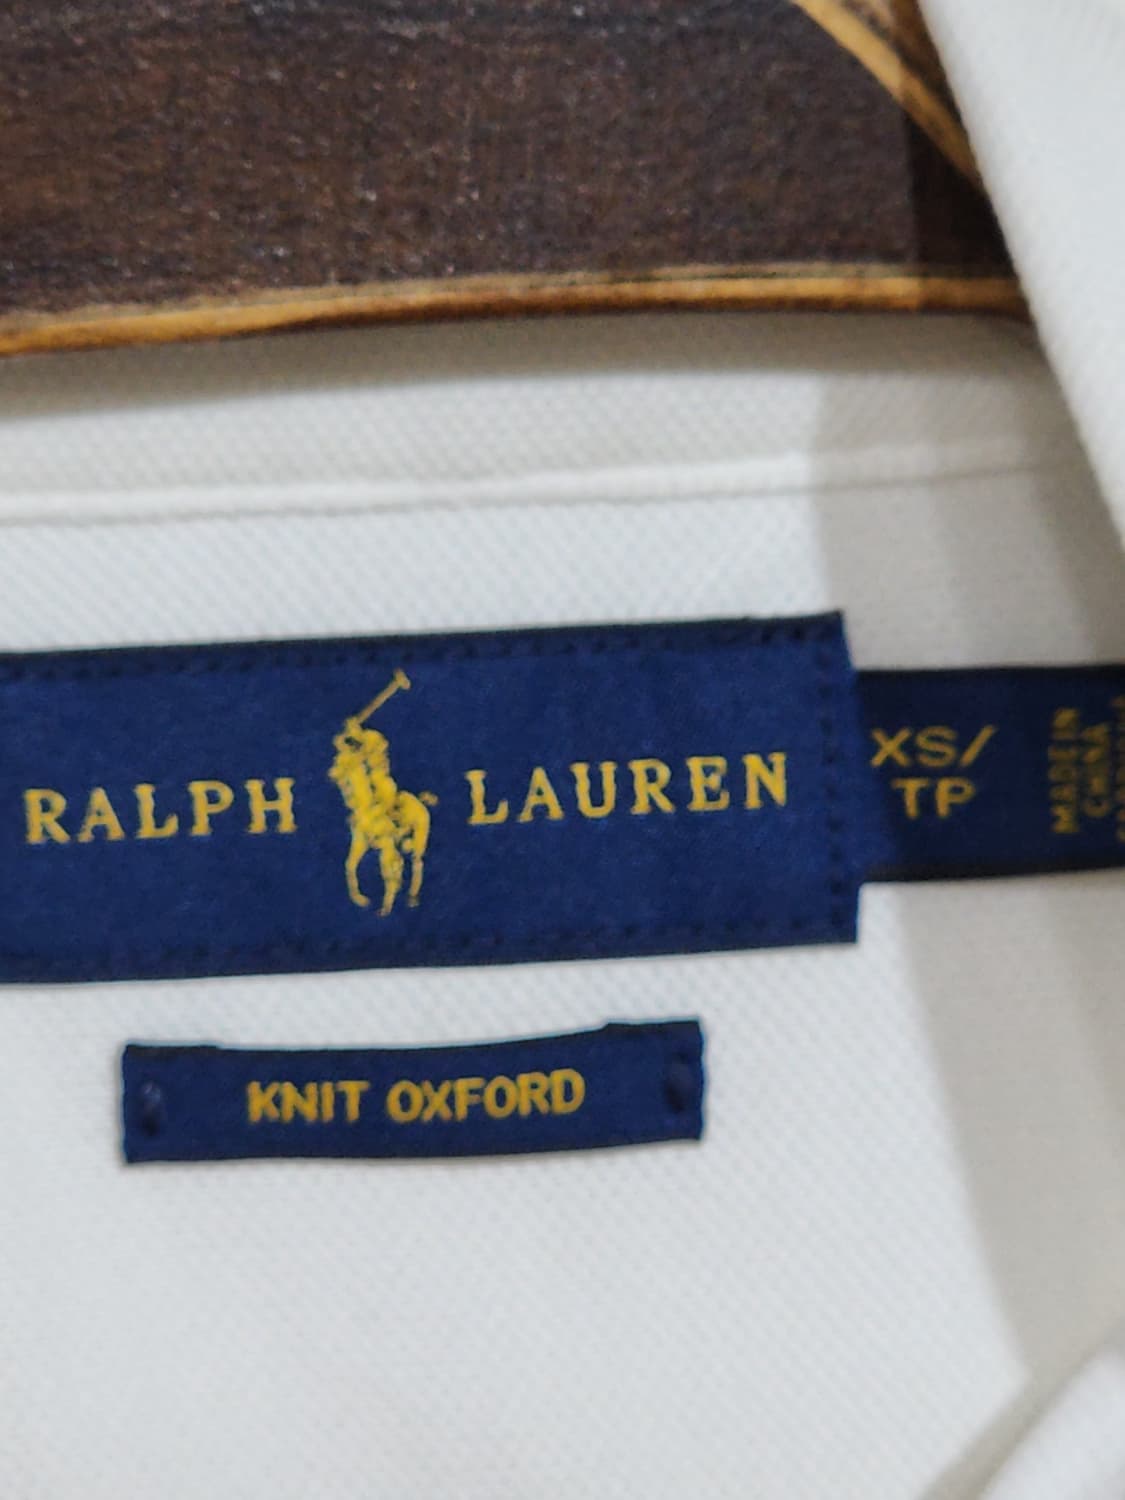 RALPH LAUREN
XS/
TP
MADE IN
CHINA
KNIT OXFORD